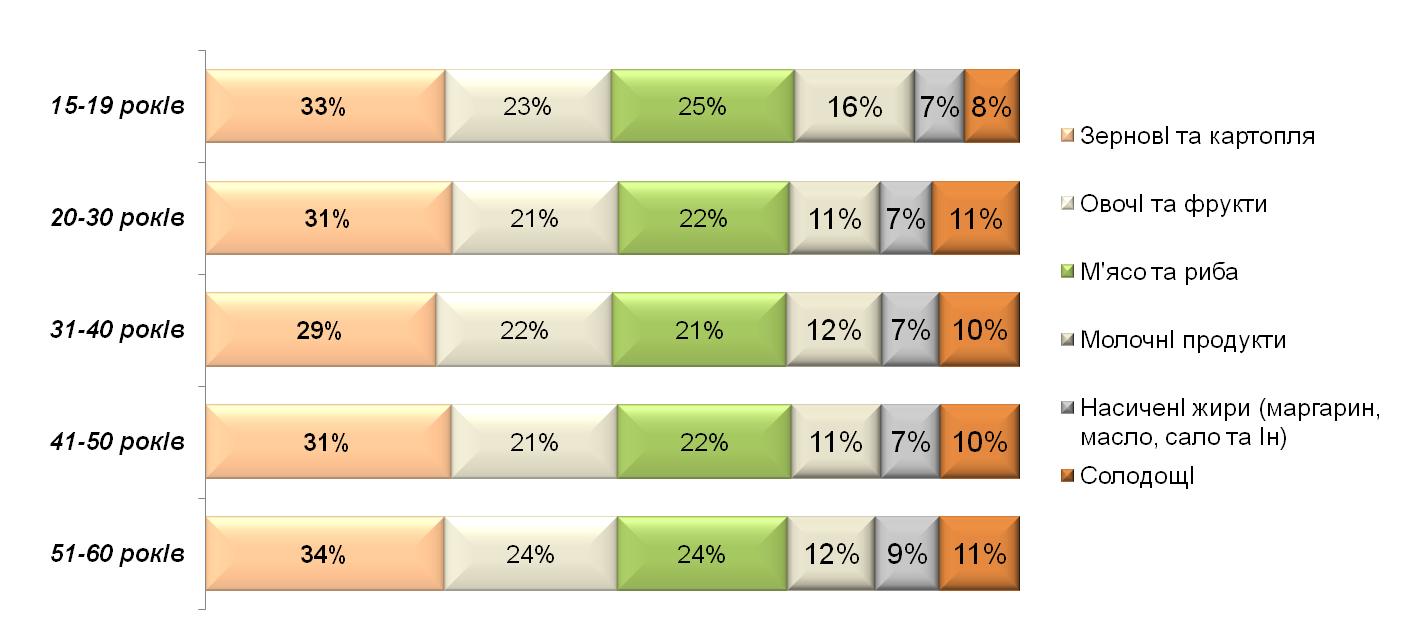 15-19 років
33%
23%
25%
16%
7%
8%
20-30 років
31%
21%
22%
11%
7%
11%
31-40 років
29%
22%
21%
12%
7%
10%
41-50 років
31%
21%
22%
11%
7%
10%
51-60 років
34%
24%
24%
12%
9%
11%
Зернові та картопля
Овочі та фрукти
М'ясо та риба
Молочні продукти
Насичені жири (маргарин,
масло, сало та Ін)
Солодощі